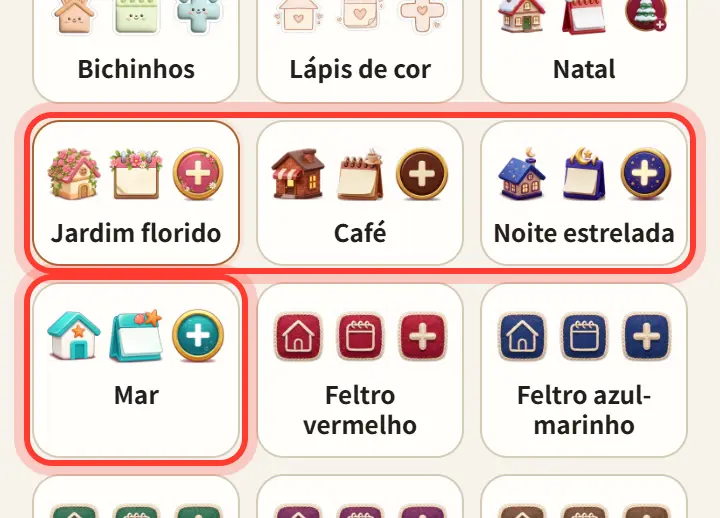 Bichinhos
Lápis de cor
Natal
Jardim florido
Café
Noite estrelada
Mar
Feltro
vermelho
Feltro azul-
marinho